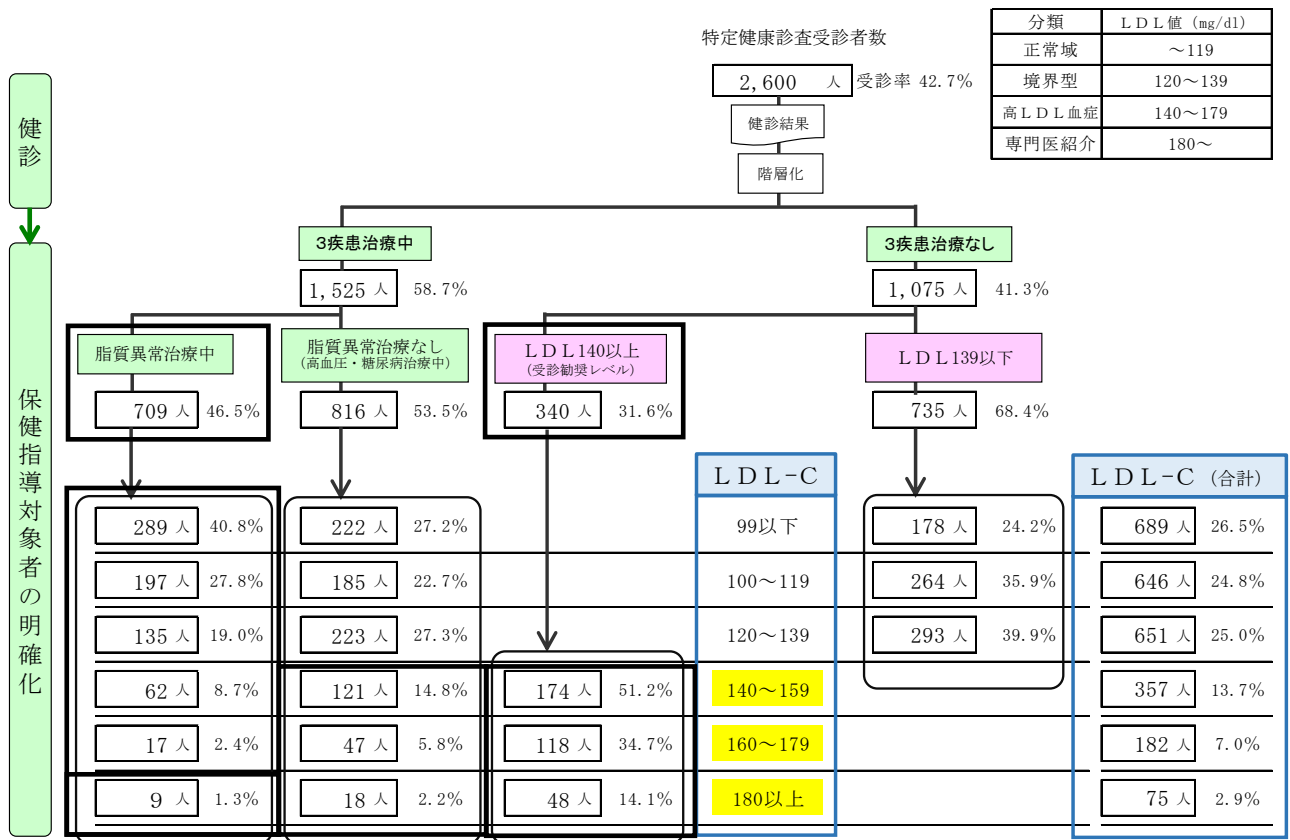 特定健康診査受診者数
2,600 人 受診率 42.7%
健診結果
階層化
分類 ＬＤＬ値 (mg/dl)
正常域 ～119
境界型 120～139
高ＬＤＬ血症 140～179
専門医紹介 180～
健診
保健指導対象者の明確化
3疾患治療中
1,525 人 58.7%
3疾患治療なし
1,075 人 41.3%
脂質異常治療中
709 人 46.5%
脂質異常治療なし
(高血圧・糖尿病治療中)
816 人 53.5%
ＬＤＬ140以上
(受診勧奨レベル)
340 人 31.6%
ＬＤＬ139以下
735 人 68.4%
ＬＤＬ-Ｃ
ＬＤＬ-Ｃ (合計)
289 人 40.8% 222 人 27.2% 99以下 178 人 24.2% 689 人 26.5%
197 人 27.8% 185 人 22.7% 100～119 264 人 35.9% 646 人 24.8%
135 人 19.0% 223 人 27.3% 120～139 293 人 39.9% 651 人 25.0%
62 人 8.7% 121 人 14.8% 174 人 51.2% 140～159 357 人 13.7%
17 人 2.4% 47 人 5.8% 118 人 34.7% 160～179 182 人 7.0%
9 人 1.3% 18 人 2.2% 48 人 14.1% 180以上 75 人 2.9%